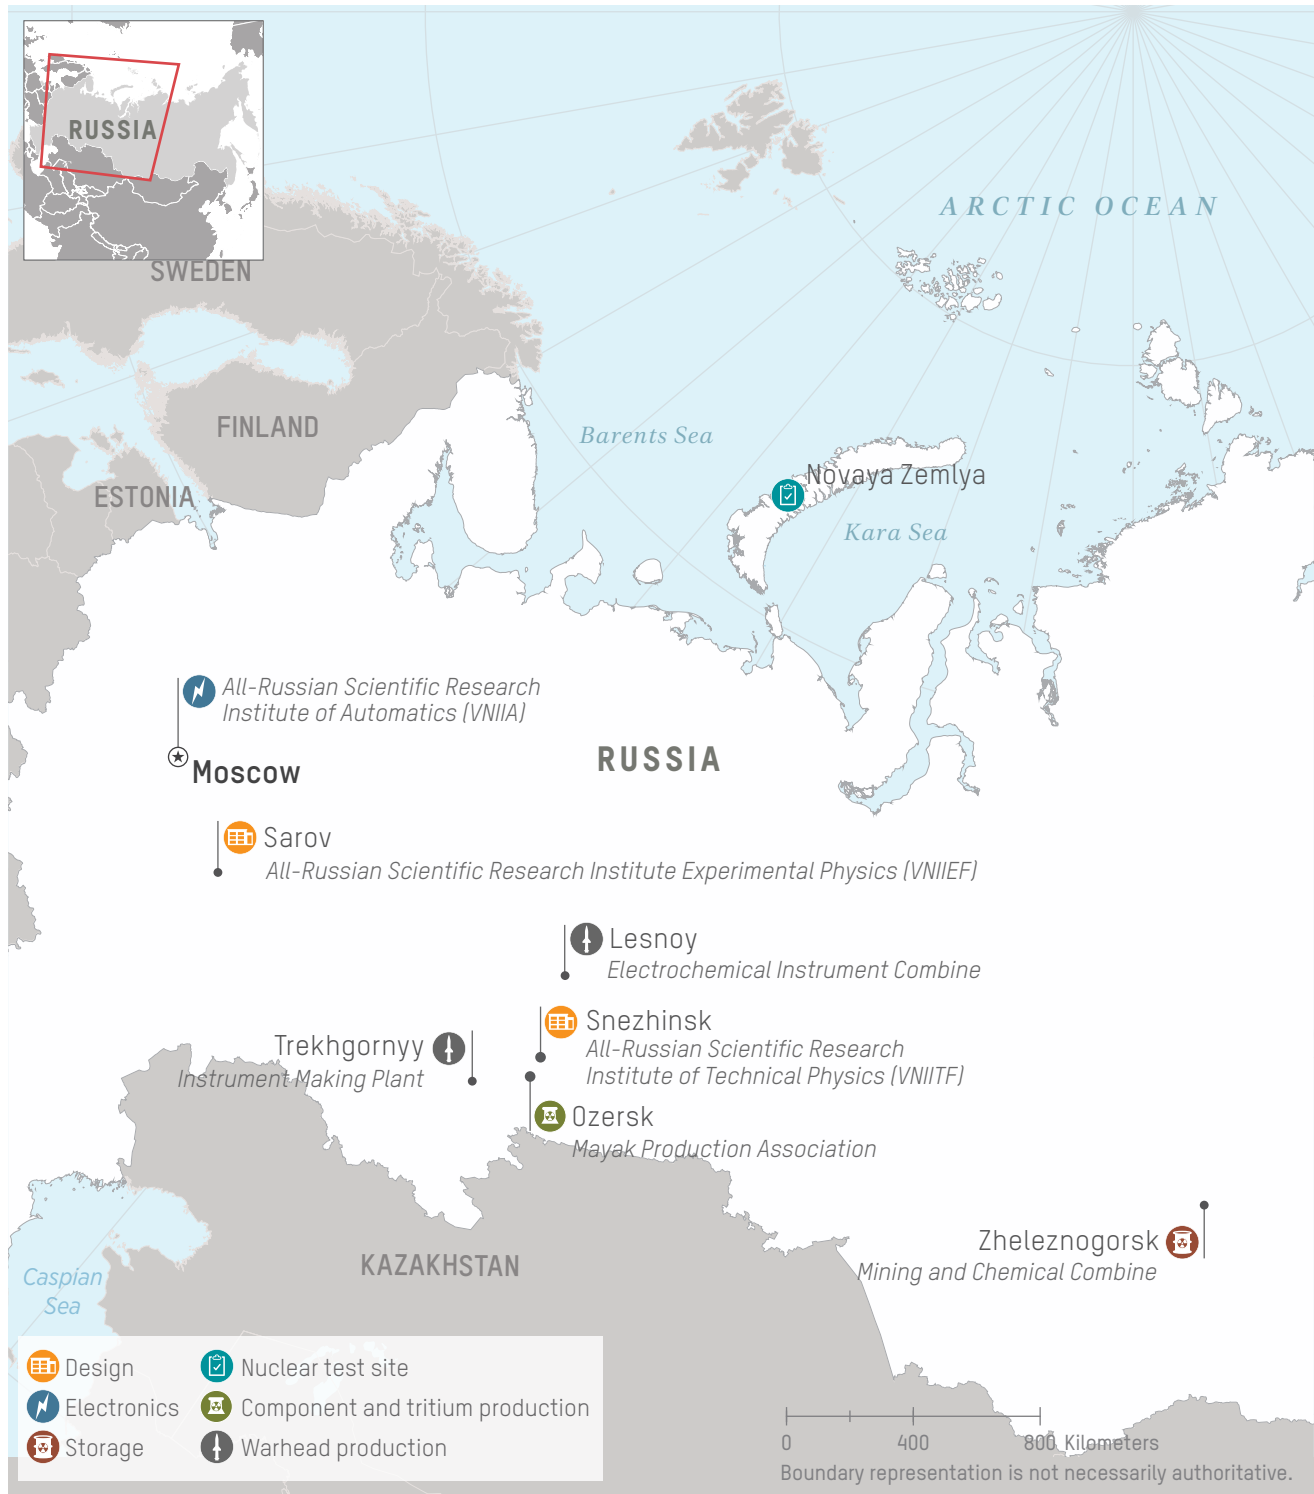 RUSSIA
ARCTIC OCEAN
SWEDEN
FINLAND
Barents Sea
Novaya Zemlya
ESTONIA
Kara Sea
All-Russian Scientific Research
Institute of Automatics (VNIIA)
RUSSIA
Moscow
Sarov
All-Russian Scientific Research Institute Experimental Physics (VNIIEF)
Lesnoy
Electrochemical Instrument Combine
Snezhinsk
All-Russian Scientific Research
Institute of Technical Physics (VNIITF)
Trekhgornyy
Instrument Making Plant
Ozersk
Mayak Production Association
Zheleznogorsk
Mining and Chemical Combine
KAZAKHSTAN
Caspian
Sea
Design
Electronics
Storage
Nuclear test site
Component and tritium production
Warhead production
0 400 800 Kilometers
Boundary representation is not necessarily authoritative.